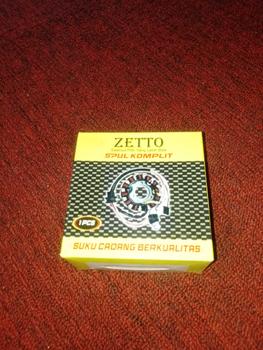 ZETTO
SPUL KOMPLIT
1 PCS
SUKU CADANG BERKUALITAS